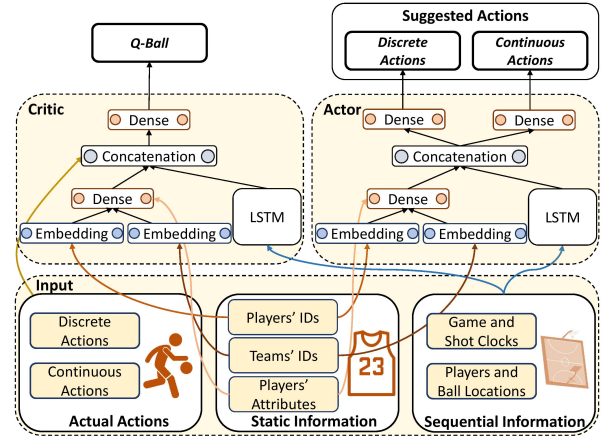 Suggested Actions
Q-Ball
Discrete
Actions
Continuous
Actions
Critic
Dense
Concatenation
Dense
Embedding
Embedding
LSTM
Actor
Dense
Dense
Concatenation
Dense
Embedding
Embedding
LSTM
Input
Discrete
Actions
Continuous
Actions
Actual Actions
Players' IDs
Teams' IDs
Players'
Attributes
23
Static Information
Game and
Shot Clocks
Players and
Ball Locations
Sequential Information